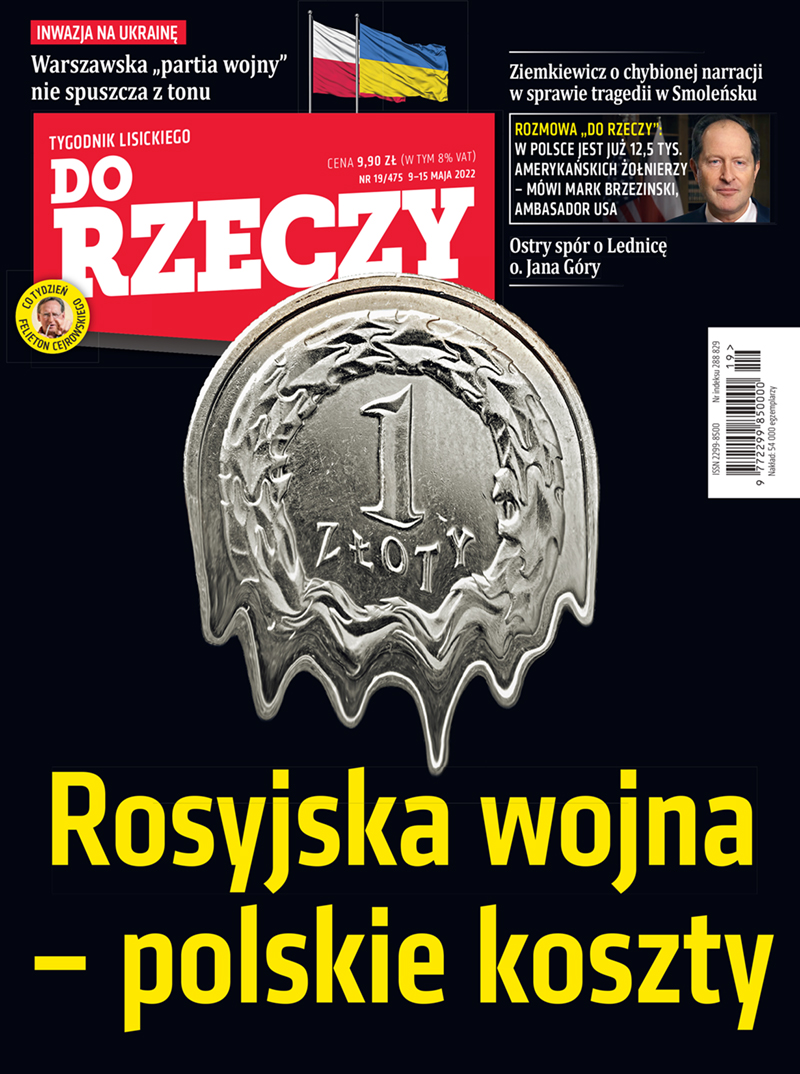 INWAZJA NA UKRAINĘ
Warszawska „partia wojny”
nie spuszcza z tonu
Ziemkiewicz o chybionej narracji
w sprawie tragedii w Smoleńsku
ROZMOWA „DO RZECZY”:
W POLSCE JEST JUŻ 12,5 TYS.
AMERYKAŃSKICH ŻOŁNIERZY
– MÓWI MARK BRZEZINSKI,
AMBASADOR USA
Ostry spór o Lednicę
o. Jana Góry
TYGODNIK LISICKIEGO
CENA 9,90 ZŁ (W TYM 8% VAT)
NR 19/475 9–15 MAJA 2022
DO
RZECZY
CO TYDZIEŃ
FELIETON CEJROWSKIEGO
1
ZŁOTY
ISSN 2299-8500
Nr indeksu 288 829
19>
9 772299 850000
Nakład: 54 000 egzemplarzy
Rosyjska wojna
– polskie koszty